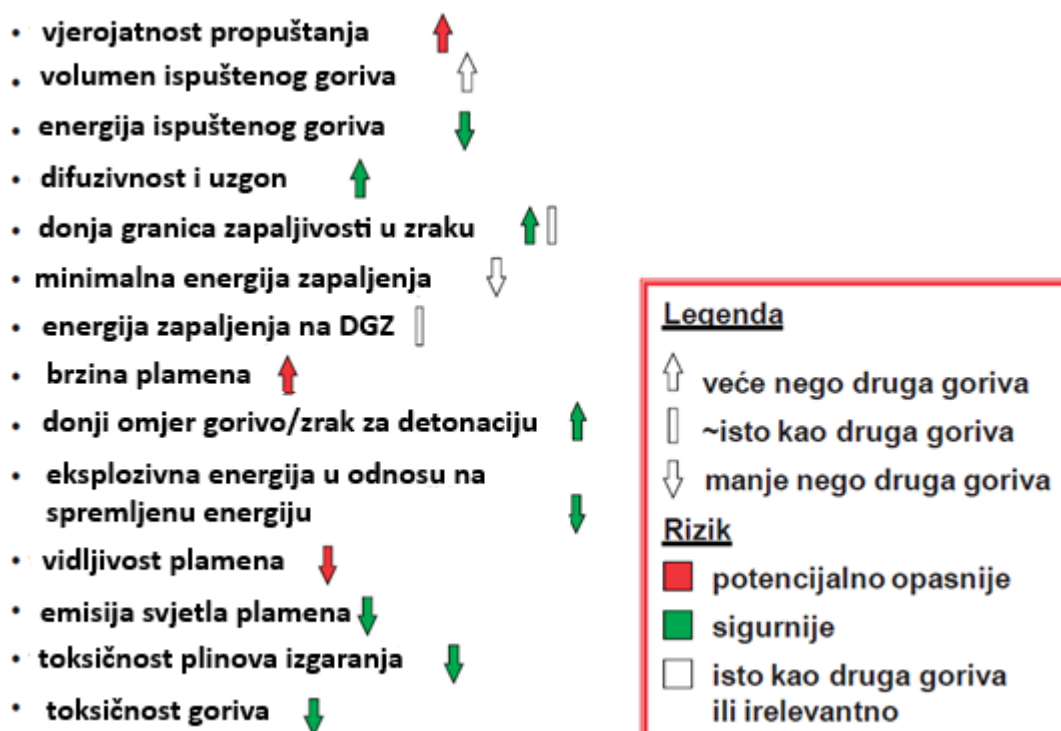 • vjerojatnost propuštanja
• volumen ispuštenog goriva
• energija ispuštenog goriva
• difuzivnost i uzgon
• donja granica zapaljivosti u zraku
• minimalna energija zapaljenja
• energija zapaljenja na DGZ
• brzina plamena
• donji omjer gorivo/zrak za detonaciju
• eksplozivna energija u odnosu na
spremljenu energiju
• vidljivost plamena
• emisija svjetla plamena
• toksičnost plinova izgaranja
• toksičnost goriva
Legenda
veće nego druga goriva
~isto kao druga goriva
manje nego druga goriva
Rizik
potencijalno opasnije
sigurnije
isto kao druga goriva
ili irelevantno